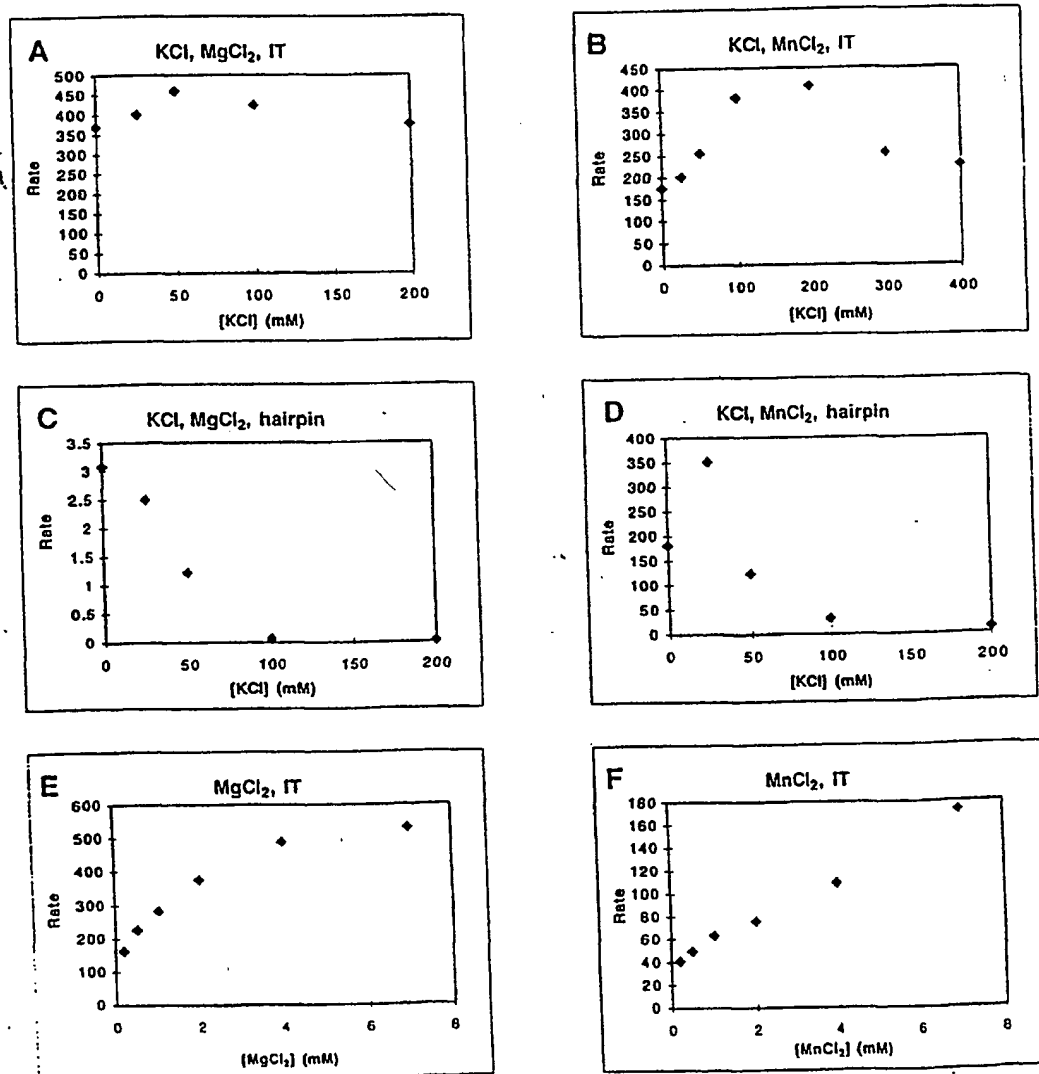 A
KCl, MgCl₂, IT
500
450
400
350
300
250
200
150
100
50
0
Rate
0 50 100 150 200
[KCl] (mM)
B
KCl, MnCl₂, IT
450
400
350
300
250
200
150
100
50
0
Rate
0 100 200 300 400
[KCl] (mM)
C
KCl, MgCl₂, hairpin
3.5
3
2.5
2
1.5
1
0.5
0
Rate
0 50 100 150 200
[KCl] (mM)
D
KCl, MnCl₂, hairpin
400
350
300
250
200
150
100
50
0
Rate
0 50 100 150 200
[KCl] (mM)
E
MgCl₂, IT
600
500
400
300
200
100
0
Rate
0 2 4 6 8
[MgCl₂] (mM)
F
MnCl₂, IT
180
160
140
120
100
80
60
40
20
0
Rate
0 2 4 6 8
[MnCl₂] (mM)